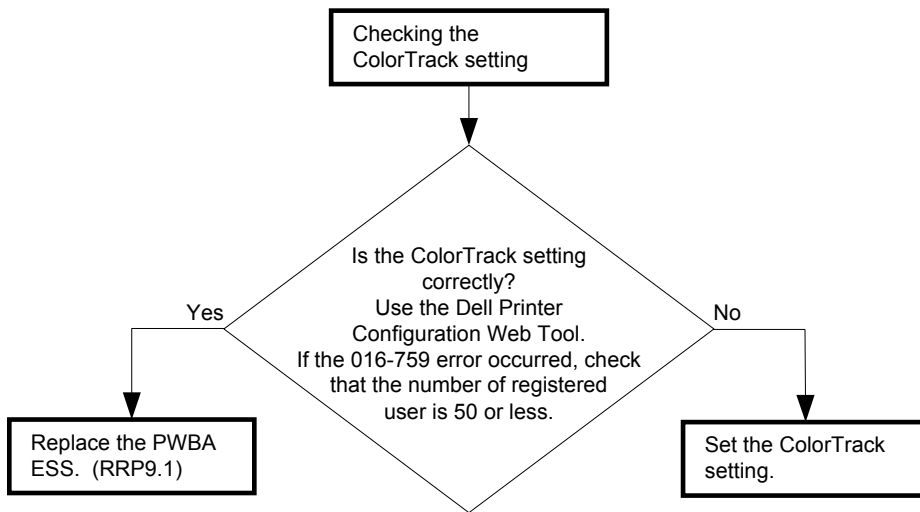 Checking the
ColorTrack setting
Is the ColorTrack setting
correctly?
Use the Dell Printer
Configuration Web Tool.
If the 016-759 error occurred, check
that the number of registered
user is 50 or less.
Yes
No
Replace the PWBA
ESS.  (RRP9.1)
Set the ColorTrack
setting.